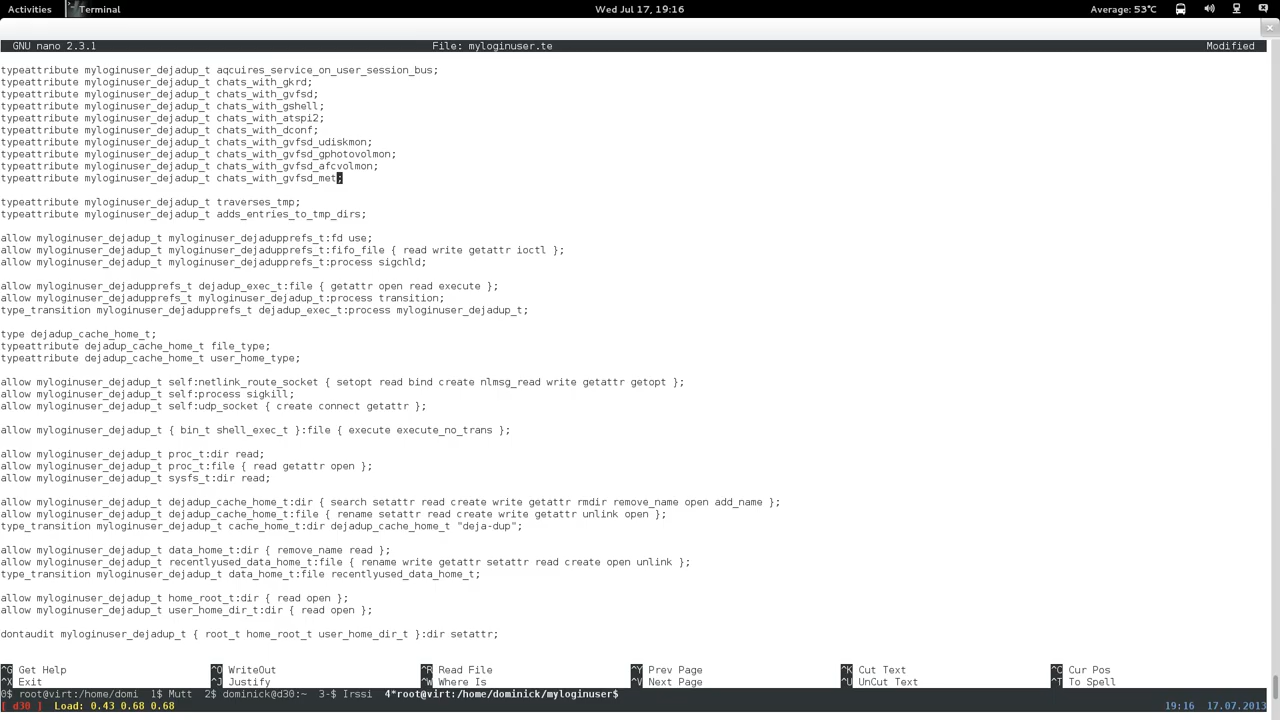 Activities Terminal Wed Jul 17, 19:16 Average: 53°C
GNU nano 2.3.1 File: myloginuser.te Modified
typeattribute myloginuser_dejadup_t aqcuires_service_on_user_session_bus;
typeattribute myloginuser_dejadup_t chats_with_gkrd;
typeattribute myloginuser_dejadup_t chats_with_gvfsd;
typeattribute myloginuser_dejadup_t chats_with_gshell;
typeattribute myloginuser_dejadup_t chats_with_atspi2;
typeattribute myloginuser_dejadup_t chats_with_dconf;
typeattribute myloginuser_dejadup_t chats_with_gvfsd_udiskmon;
typeattribute myloginuser_dejadup_t chats_with_gvfsd_gphotovolmon;
typeattribute myloginuser_dejadup_t chats_with_gvfsd_afcvolmon;
typeattribute myloginuser_dejadup_t chats_with_gvfsd_met;
typeattribute myloginuser_dejadup_t traverses_tmp;
typeattribute myloginuser_dejadup_t adds_entries_to_tmp_dirs;
allow myloginuser_dejadup_t myloginuser_dejadupprefs_t:fd use;
allow myloginuser_dejadup_t myloginuser_dejadupprefs_t:fifo_file { read write getattr ioctl };
allow myloginuser_dejadup_t myloginuser_dejadupprefs_t:process sigchld;
allow myloginuser_dejadupprefs_t dejadup_exec_t:file { getattr open read execute };
allow myloginuser_dejadupprefs_t myloginuser_dejadup_t:process transition;
type_transition myloginuser_dejadupprefs_t dejadup_exec_t:process myloginuser_dejadup_t;
type dejadup_cache_home_t;
typeattribute dejadup_cache_home_t file_type;
typeattribute dejadup_cache_home_t user_home_type;
allow myloginuser_dejadup_t self:netlink_route_socket { setopt read bind create nlmsg_read write getattr getopt };
allow myloginuser_dejadup_t self:process sigkill;
allow myloginuser_dejadup_t self:udp_socket { create connect getattr };
allow myloginuser_dejadup_t { bin_t shell_exec_t }:file { execute execute_no_trans };
allow myloginuser_dejadup_t proc_t:dir read;
allow myloginuser_dejadup_t proc_t:file { read getattr open };
allow myloginuser_dejadup_t sysfs_t:dir read;
allow myloginuser_dejadup_t dejadup_cache_home_t:dir { search setattr read create write getattr rmdir remove_name open add_name };
allow myloginuser_dejadup_t dejadup_cache_home_t:file { rename setattr read create write getattr unlink open };
type_transition myloginuser_dejadup_t cache_home_t:dir dejadup_cache_home_t "deja-dup";
allow myloginuser_dejadup_t data_home_t:dir { remove_name read };
allow myloginuser_dejadup_t recentlyused_data_home_t:file { rename write getattr setattr read create open unlink };
type_transition myloginuser_dejadup_t data_home_t:file recentlyused_data_home_t;
allow myloginuser_dejadup_t home_root_t:dir { read open };
allow myloginuser_dejadup_t user_home_dir_t:dir { read open };
dontaudit myloginuser_dejadup_t { root_t home_root_t user_home_dir_t }:dir setattr;
^G Get Help ^O WriteOut ^R Read File ^Y Prev Page ^K Cut Text ^C Cur Pos
^X Exit ^J Justify ^W Where Is ^V Next Page ^U UnCut Text ^T To Spell
0$ root@virt:/home/domi 1$ Mutt 2$ dominick@d30:~ 3-$ Irssi 4*root@virt:/home/dominick/myloginuser$
[ d30 ] Load: 0.43 0.68 0.68 19:16 17.07.2013